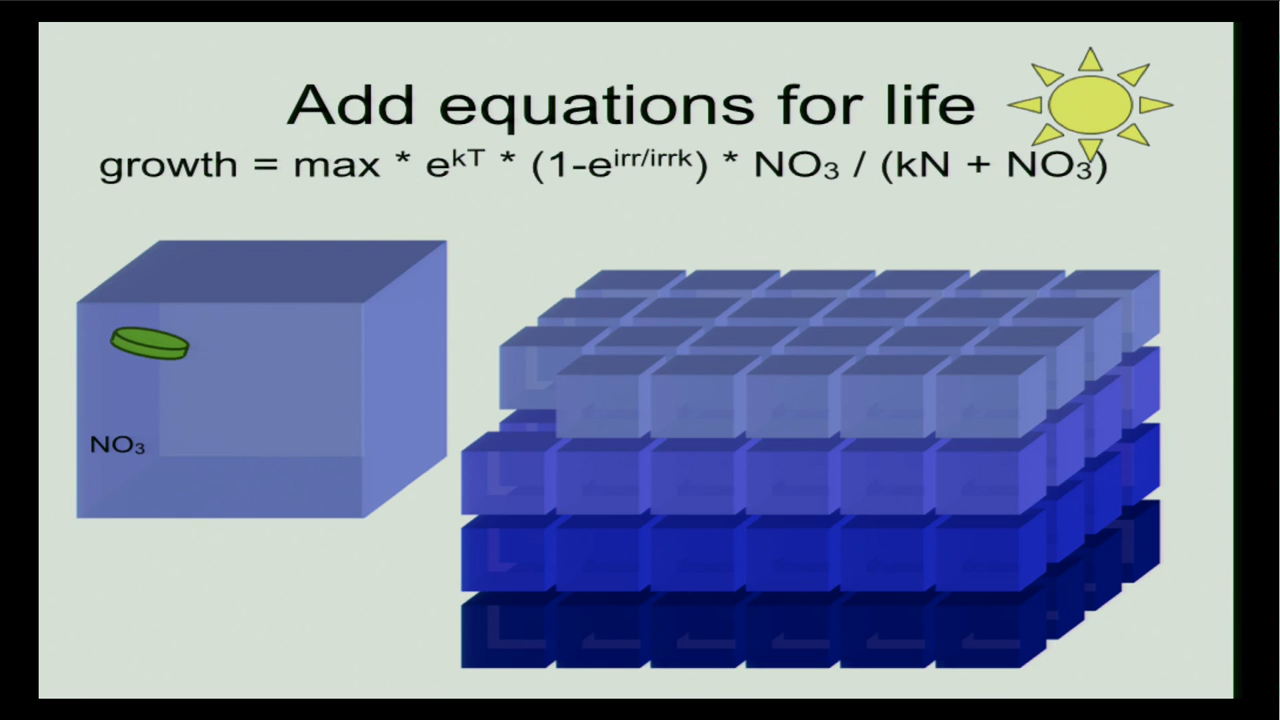 Add equations for life
growth = max * e^kT * (1-e^irr/irrk) * NO₃ / (kN + NO₃)
NO₃